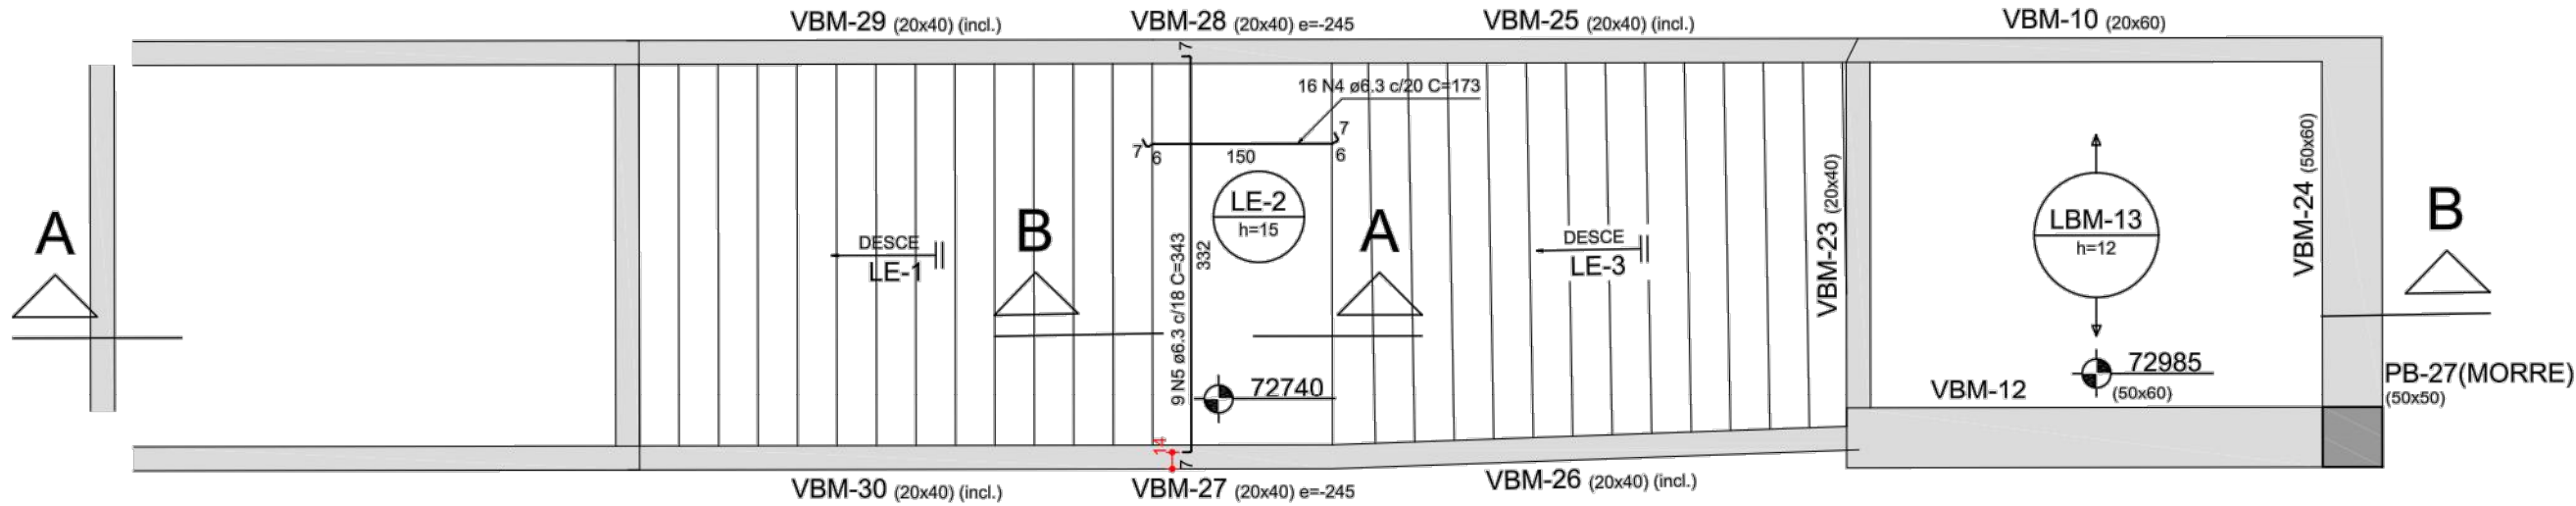 VBM-29 (20x40) (incl.)
VBM-28 (20x40) e=-245
VBM-25 (20x40) (incl.)
VBM-10 (20x60)
7
16 N4 ø6.3 c/20 C=173
7
7
6
150
6
A
B
LE-2
h=15
A
DESCE
LE-1
DESCE
LE-3
9 N5 ø6.3 c/18 C=343
332
VBM-23 (20x40)
LBM-13
h=12
VBM-24 (50x60)
B
72740
72985
VBM-12 (50x60)
PB-27(MORRE)
(50x50)
14
7
VBM-30 (20x40) (incl.)
VBM-27 (20x40) e=-245
VBM-26 (20x40) (incl.)